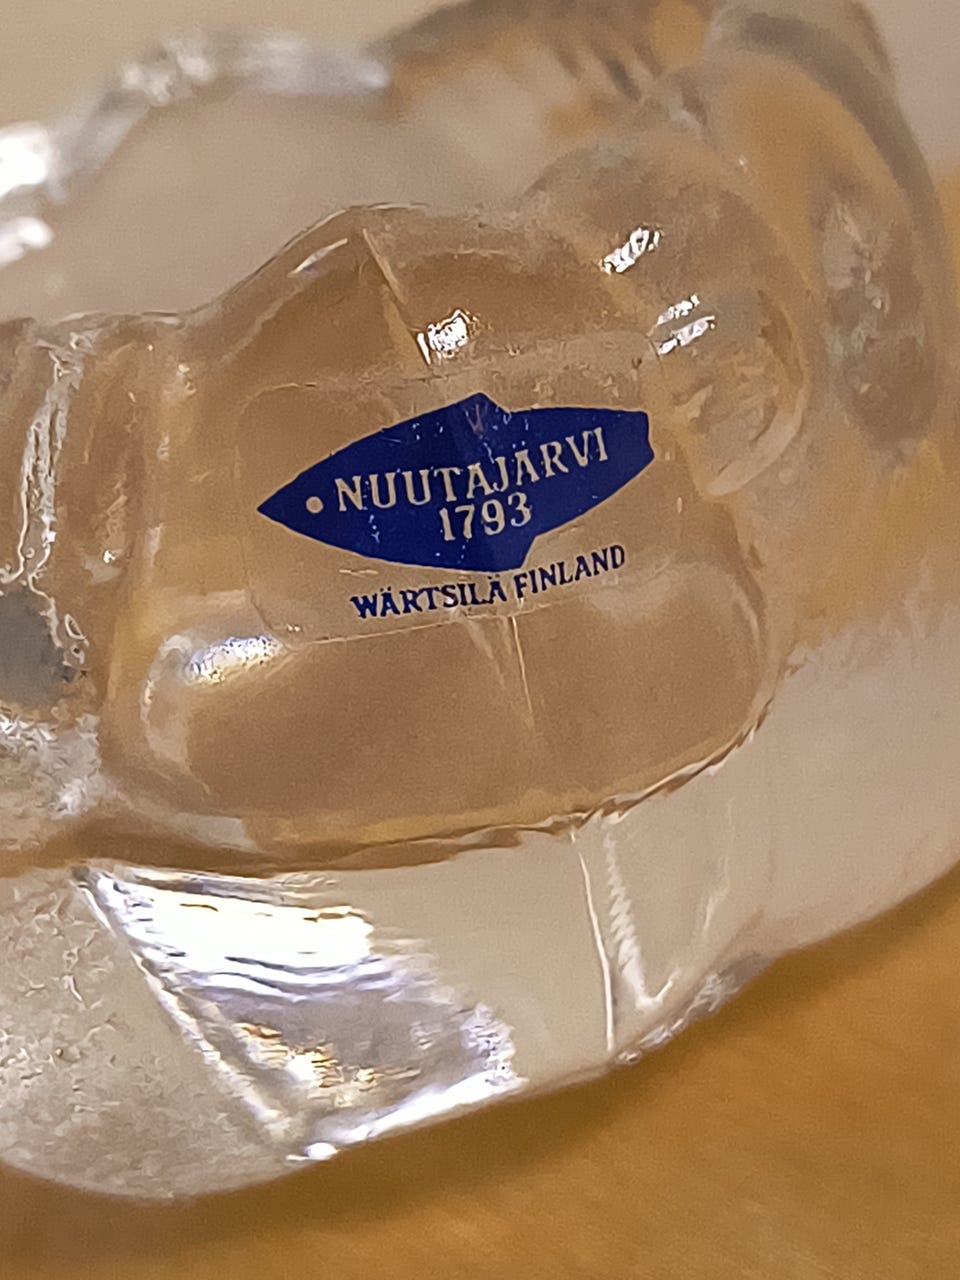 NUUTAJÄRVI
1793
WÄRTSILÄ FINLAND